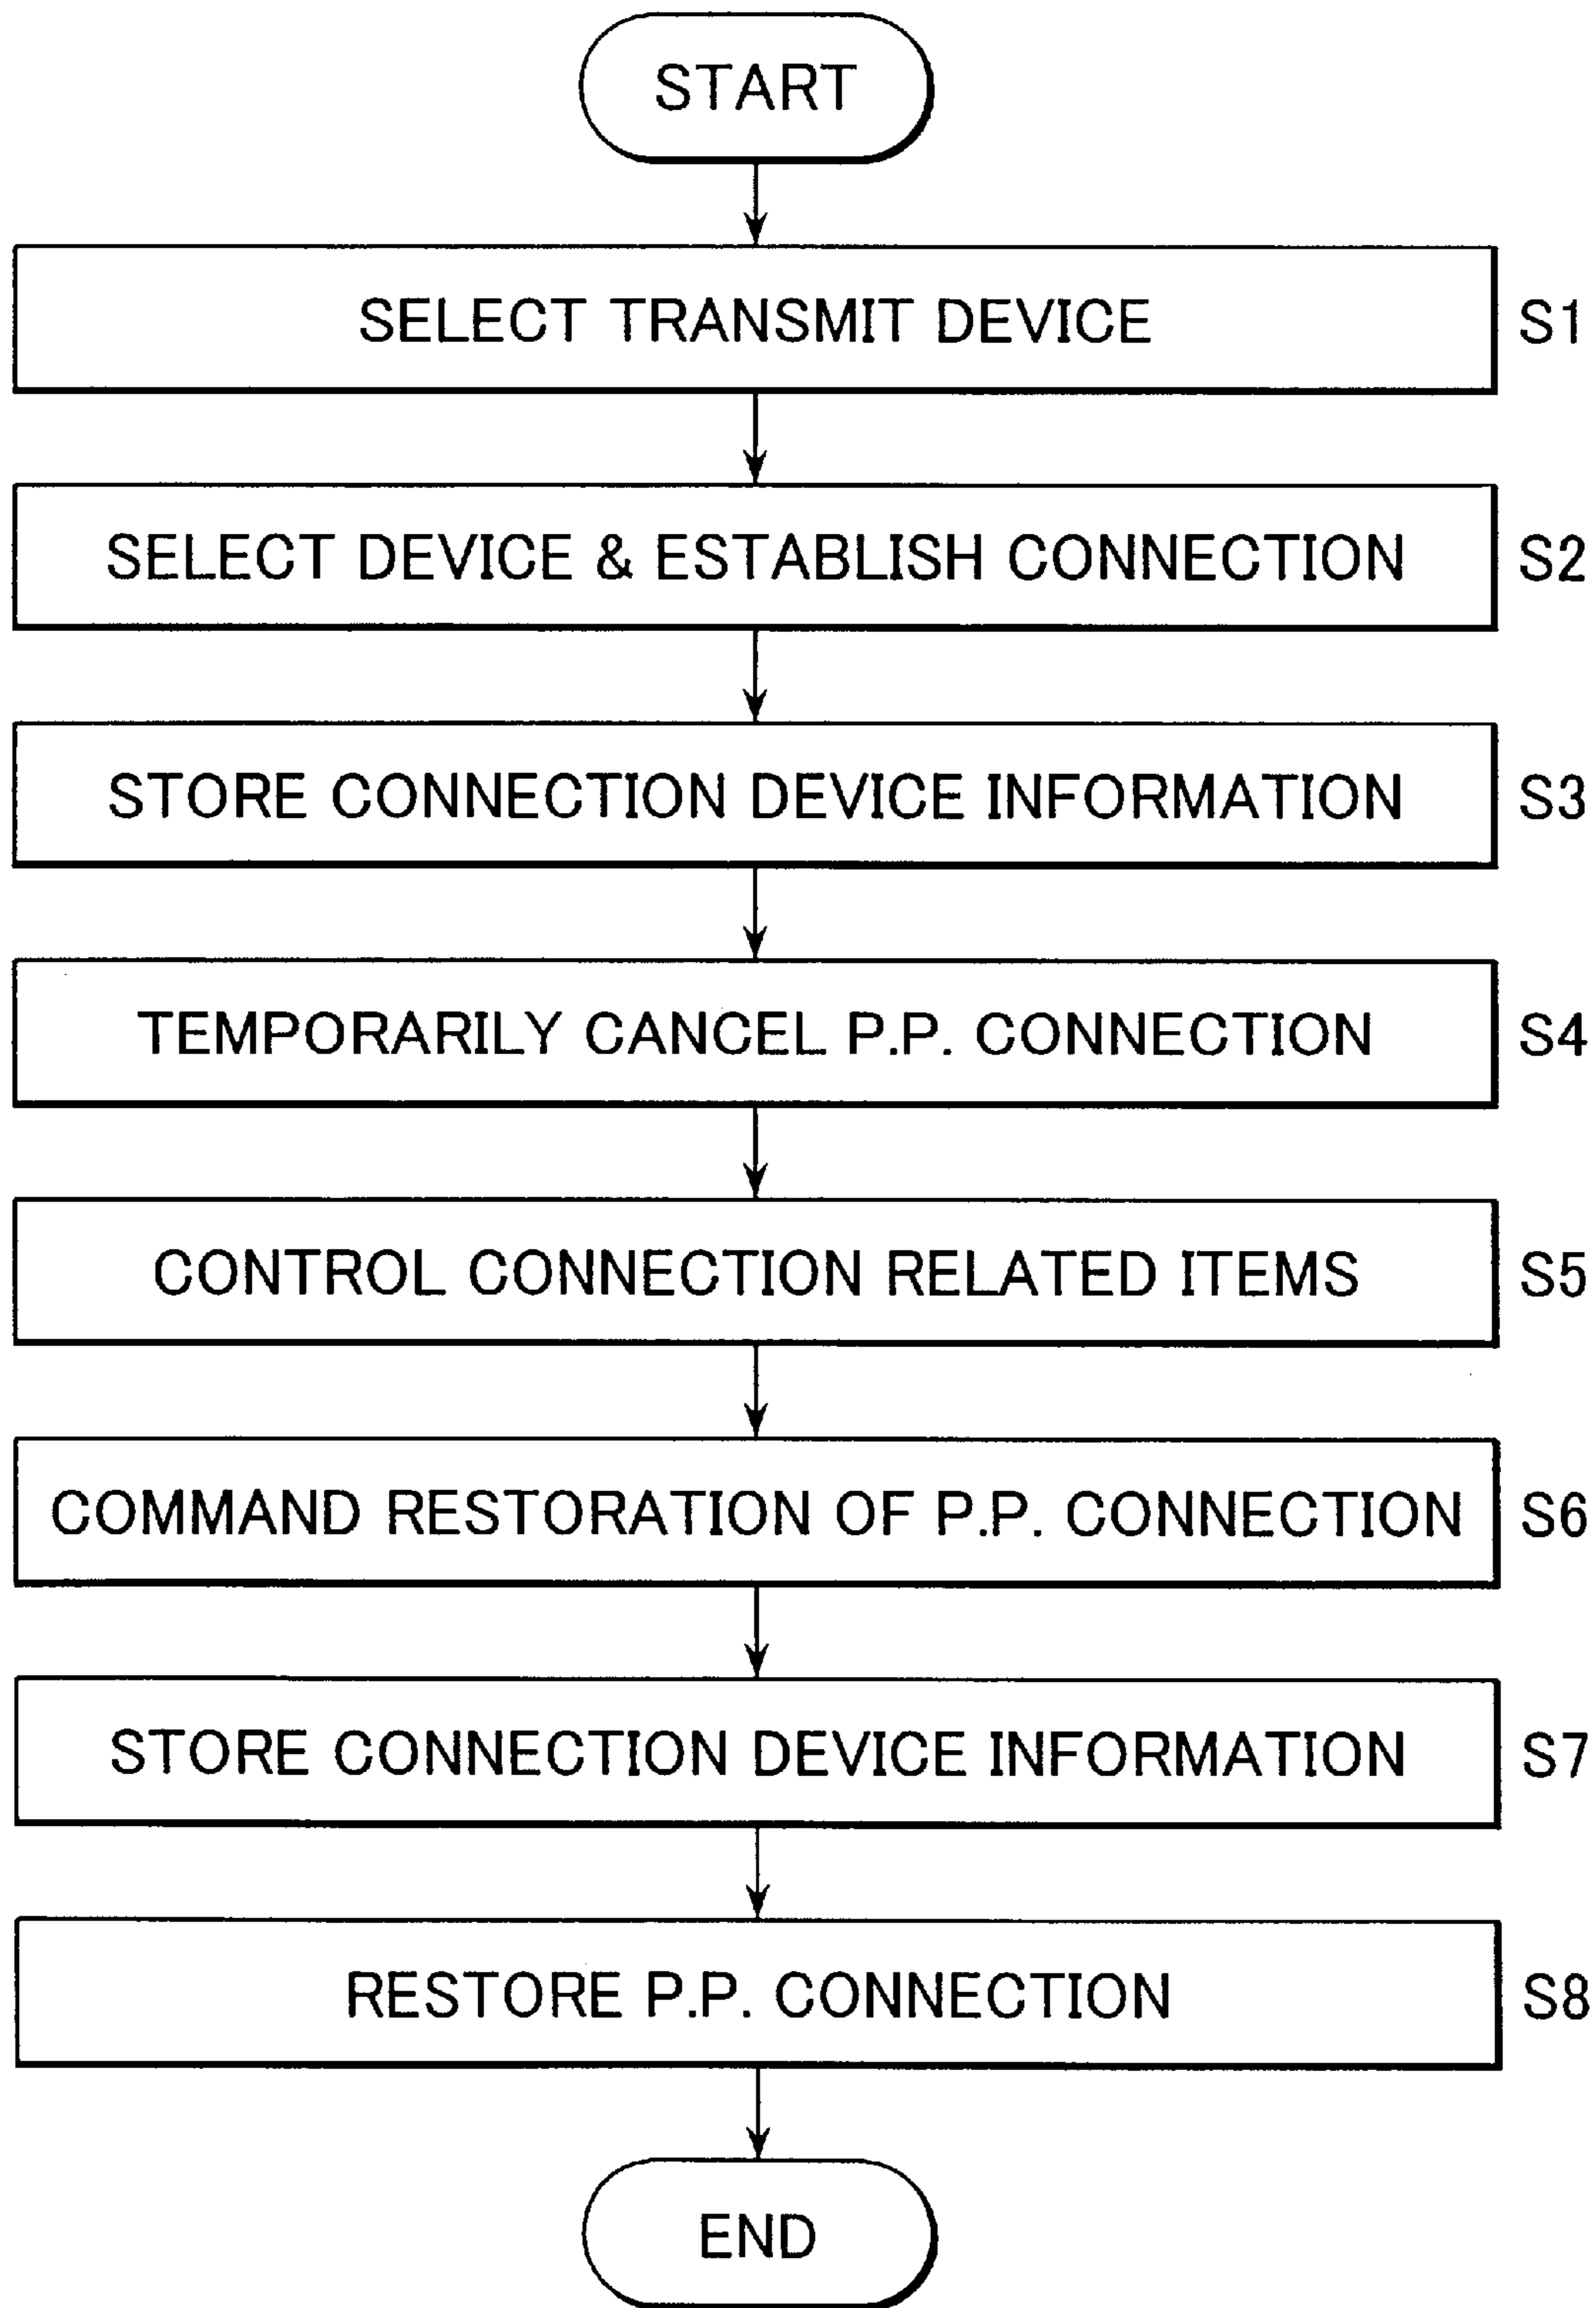 START
SELECT TRANSMIT DEVICE S1
SELECT DEVICE & ESTABLISH CONNECTION S2
STORE CONNECTION DEVICE INFORMATION S3
TEMPORARILY CANCEL P.P. CONNECTION S4
CONTROL CONNECTION RELATED ITEMS S5
COMMAND RESTORATION OF P.P. CONNECTION S6
STORE CONNECTION DEVICE INFORMATION S7
RESTORE P.P. CONNECTION S8
END